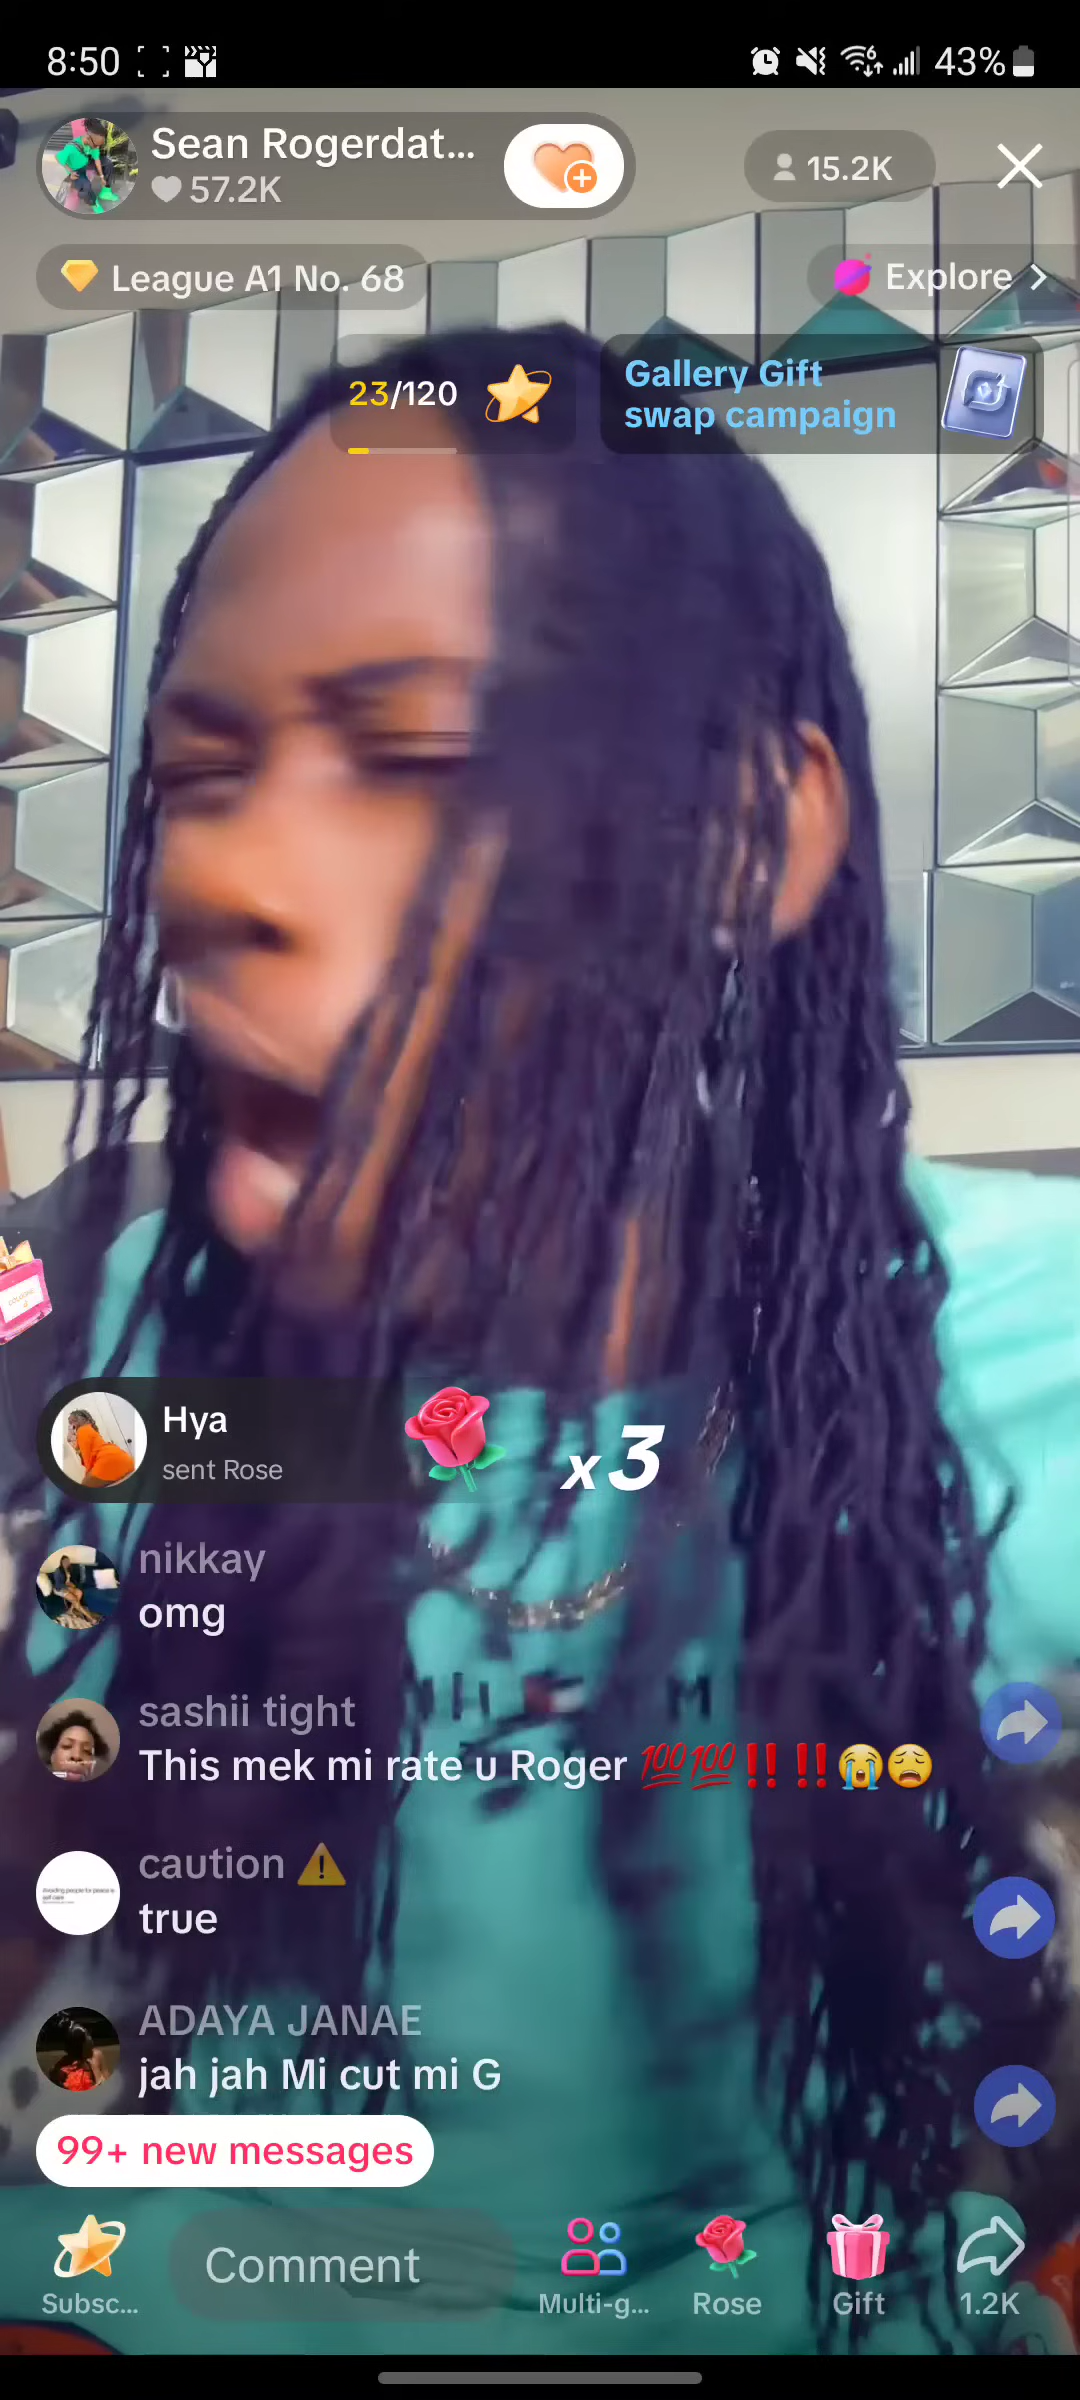 8:50
43%
Sean Rogerdat...
57.2K
15.2K
League A1 No. 68
Explore
23/120
Gallery Gift
swap campaign
Hya
sent Rose
x3
nikkay
omg
sashii tight
This mek mi rate u Roger 💯💯‼️‼️😭😩
caution ⚠️
true
ADAYA JANAE
jah jah Mi cut mi G
99+ new messages
Comment
Subsc...
Multi-g...
Rose
Gift
1.2K